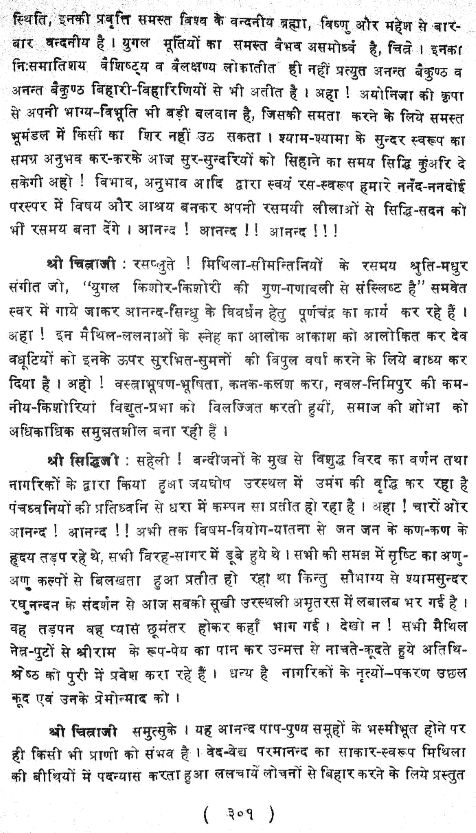 स्थिति, इनकी प्रवृत्ति समस्त विश्व के वन्दनीय ब्रह्मा, विष्णु और महेश से बार-
बार वन्दनीय है । युगल मूर्तियों का समस्त वैभव असमोर्ध्व है, चित्रे । इनका
निःसमातिशय वैशिष्ट्य व वैलक्षण्य लोकातीत ही नहीं प्रत्युत अनन्त बैकुण्ठ व
अनन्त बैकुण्ठ विहारी-विहारिणियों से भी अतीत है । अहा ! अयोनिजा की कृपा
से अपनी भाग्य-विभूति भी बड़ी बलवान है, जिसकी समता करने के लिये समस्त
भूमंडल में किसी का शिर नहीं उठ सकता । श्याम-श्यामा के सुन्दर स्वरूप का
समग्र अनुभव कर-करके आज सुर-सुन्दरियों को सिहाने का समय सिद्धि कुंअरि दे
सकेगी अहो ! विभाव, अनुभाव आदि द्वारा स्वयं रस-स्वरूप हमारे ननँद-ननदोई
परस्पर में विषय और आश्रय बनकर अपनी रसमयी लीलाओं से सिद्धि-सदन को
भी रसमय बना देंगे । आनन्द ! आनन्द !! आनन्द !!!
श्री चित्राजी : रसप्लुते ! मिथिला-सीमन्तिनियों के रसमय श्रुति-मधुर
संगीत जो, "युगल किशोर-किशोरी की गुण-गणावली से संश्लिष्ट है" समवेत
स्वर में गाये जाकर आनन्द-सिन्धु के विवर्धन हेतु पूर्णचंद्र का कार्य कर रहे हैं ।
अहा ! इन मैथिल-ललनाओं के स्नेह का आलोक आकाश को आलोकित कर देव
वधूटियों को इनके ऊपर सुरभित-सुमनों की विपुल वर्षा करने के लिये बाध्य कर
दिया है । अहो ! वस्त्राभूषण-भूषिता, कनक-कलश करा, नवल-निमिपुर की कम-
नीय-किशोरियां विद्युत-प्रभा को विलज्जित करती हुयीं, समाज की शोभा को
अधिकाधिक समुन्नतशील बना रही हैं ।
श्री सिद्धिजी : सहेली ! बन्दीजनों के मुख से विशुद्ध विरद का वर्णन तथा
नागरिकों के द्वारा किया हुआ जयघोष उरस्थल में उमंग की वृद्धि कर रहा है
पंचध्वनियों की प्रतिध्वनि से धरा में कम्पन सा प्रतीत हो रहा है । अहा ! चारों ओर
आनन्द ! आनन्द !! अभी तक विषम-वियोग-यातना से जन जन के कण-कण के
हृदय तड़प रहे थे, सभी विरह-सागर में डूबे हुये थे । सभी की समझ में सृष्टि का अणु-
अणु कल्पों से बिलखता हुआ प्रतीत हो रहा था किन्तु सौभाग्य से श्यामसुन्दर
रघुनन्दन के संदर्शन से आज सबकी सूखी उरस्थली अमृतरस में लबालब भर गई है ।
वह तड़पन वह प्यास छूमंतर होकर कहाँ भाग गई । देखो न ! सभी मैथिल
नेत्र-पुटों से श्रीराम के रूप-पेय का पान कर उन्मत्त से नाचते-कूदते हुये अतिथि-
श्रेष्ठ को पुरी में प्रवेश करा रहे हैं । धन्य है नागरिकों के नृत्यो-पकरण उछल
कूद एवं उनके प्रेमोन्माद को ।
श्री चित्राजी समुत्सुके । यह आनन्द पाप-पुण्य समूहों के भस्मीभूत होने पर
ही किसी भी प्राणी को संभव है । वेद-वेद्य परमानन्द का साकार-स्वरूप मिथिला
की बीथियों में पदन्यास करता हुआ ललचायें लोचनों से बिहार करने के लिये प्रस्तुत
( ३०१ )